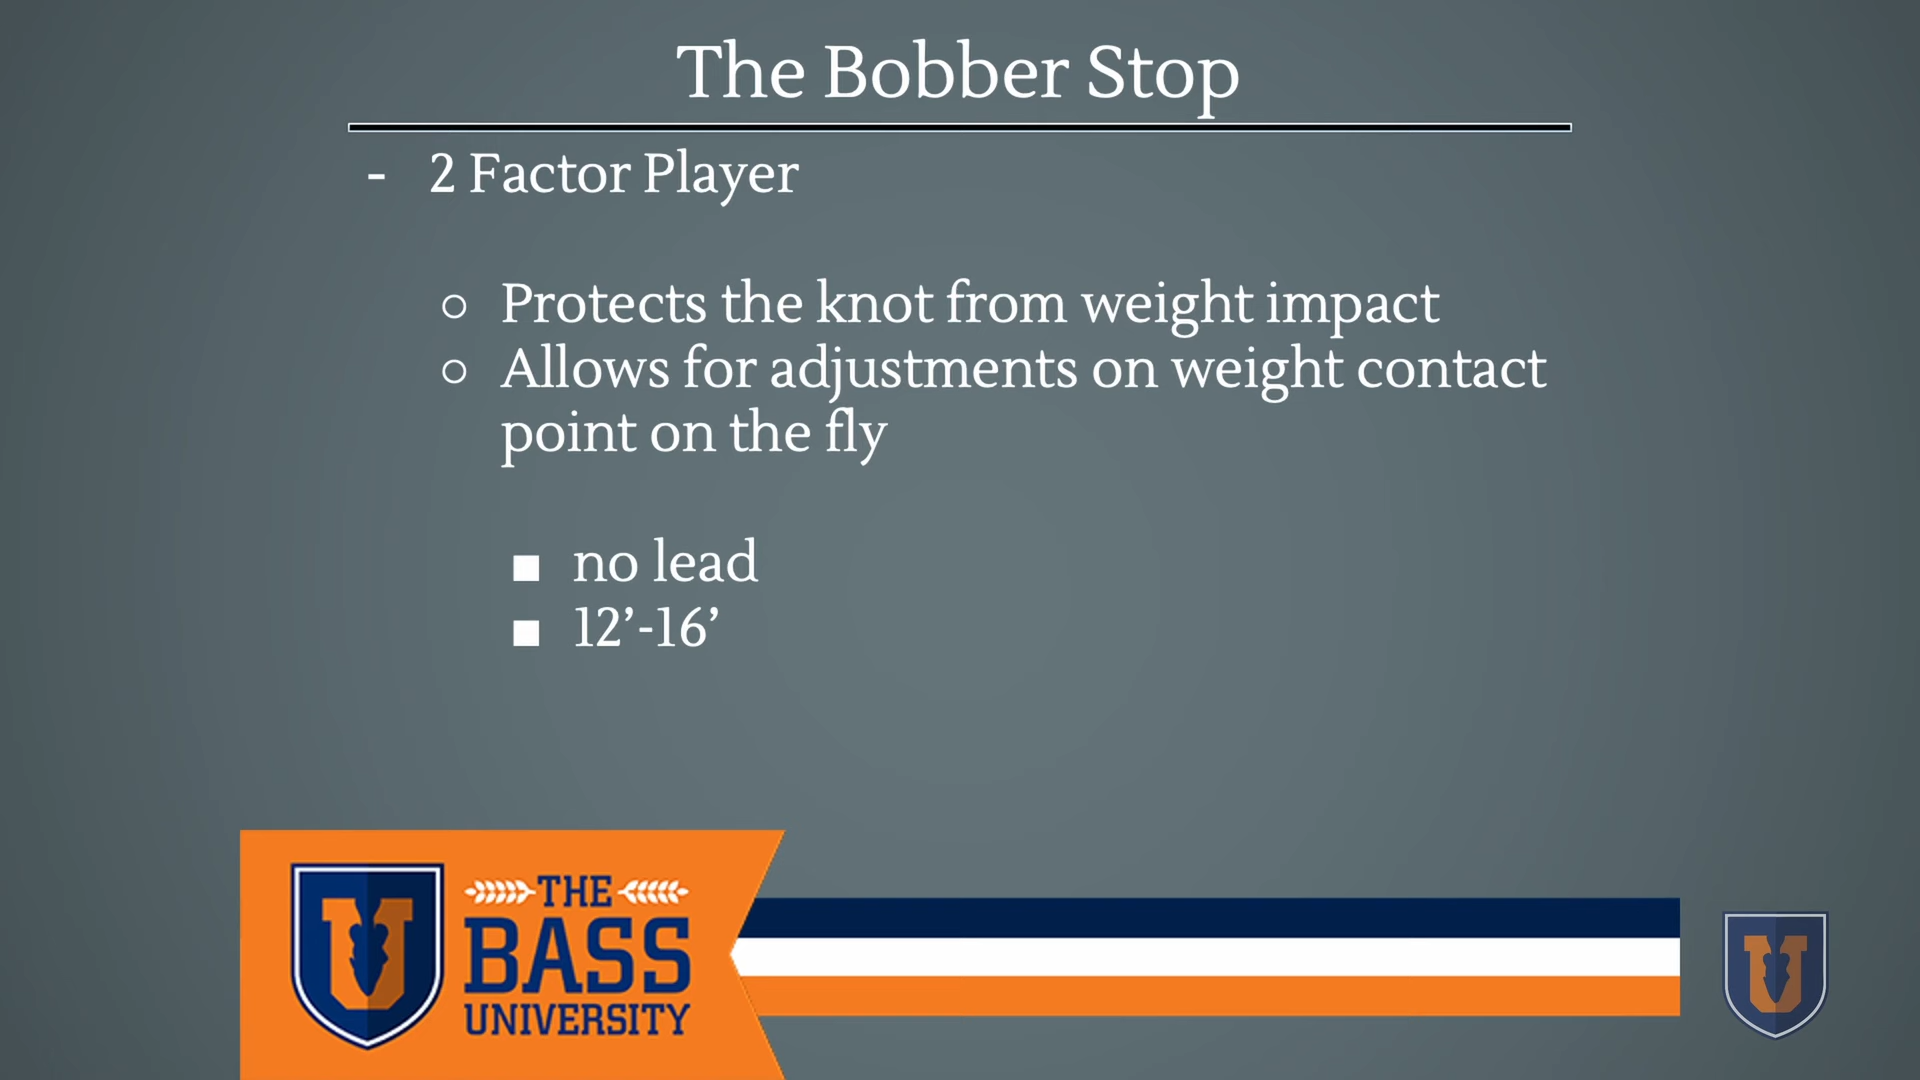 The Bobber Stop
- 2 Factor Player
○ Protects the knot from weight impact
○ Allows for adjustments on weight contact
point on the fly
■ no lead
■ 12’-16’
THE
BASS
UNIVERSITY
U
U